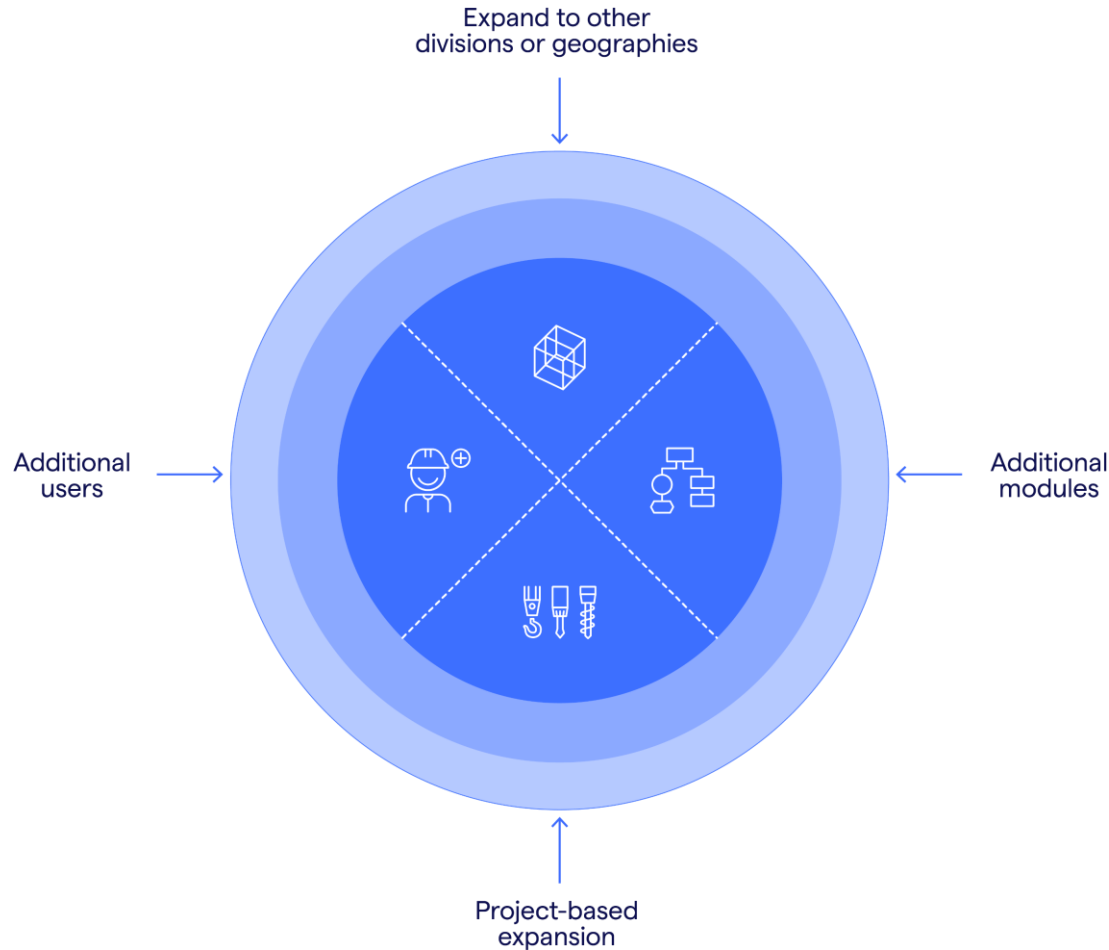 Expand to other
divisions or geographies
Additional
users
Additional
modules
Project-based
expansion